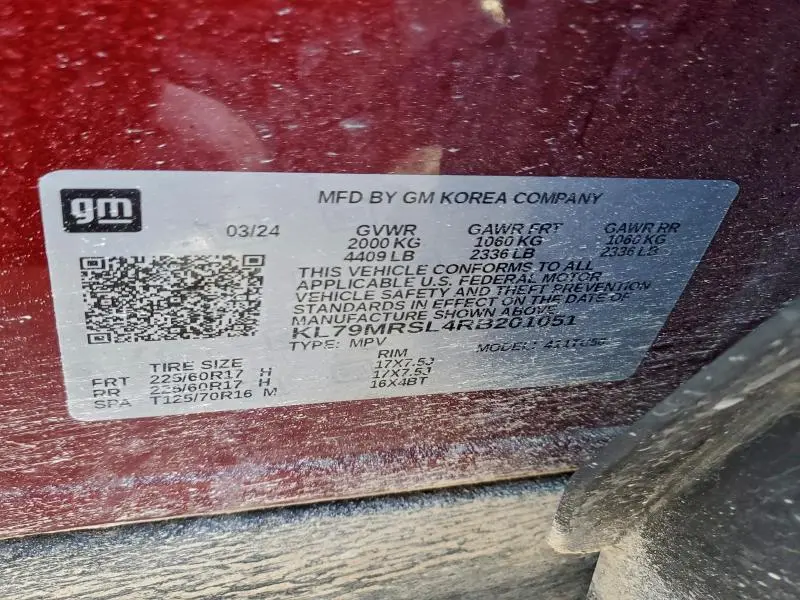 gm
MFD BY GM KOREA COMPANY
03/24 GVWR GAWR FRT GAWR RR
2000 KG 1060 KG 1060 KG
4409 LB 2336 LB 2336 LB
THIS VEHICLE CONFORMS TO ALL
APPLICABLE U.S. FEDERAL MOTOR
VEHICLE SAFETY AND THEFT PREVENTION
STANDARDS IN EFFECT ON THE DATE OF
MANUFACTURE SHOWN ABOVE
KL79MRSL4RB201051
TYPE: MPV MODEL:
TIRE SIZE RIM
FRT 225/60R17 H 17X7.5J
RR 225/60R17 H 17X7.5J
SPA T125/70R16 M 16X4BT